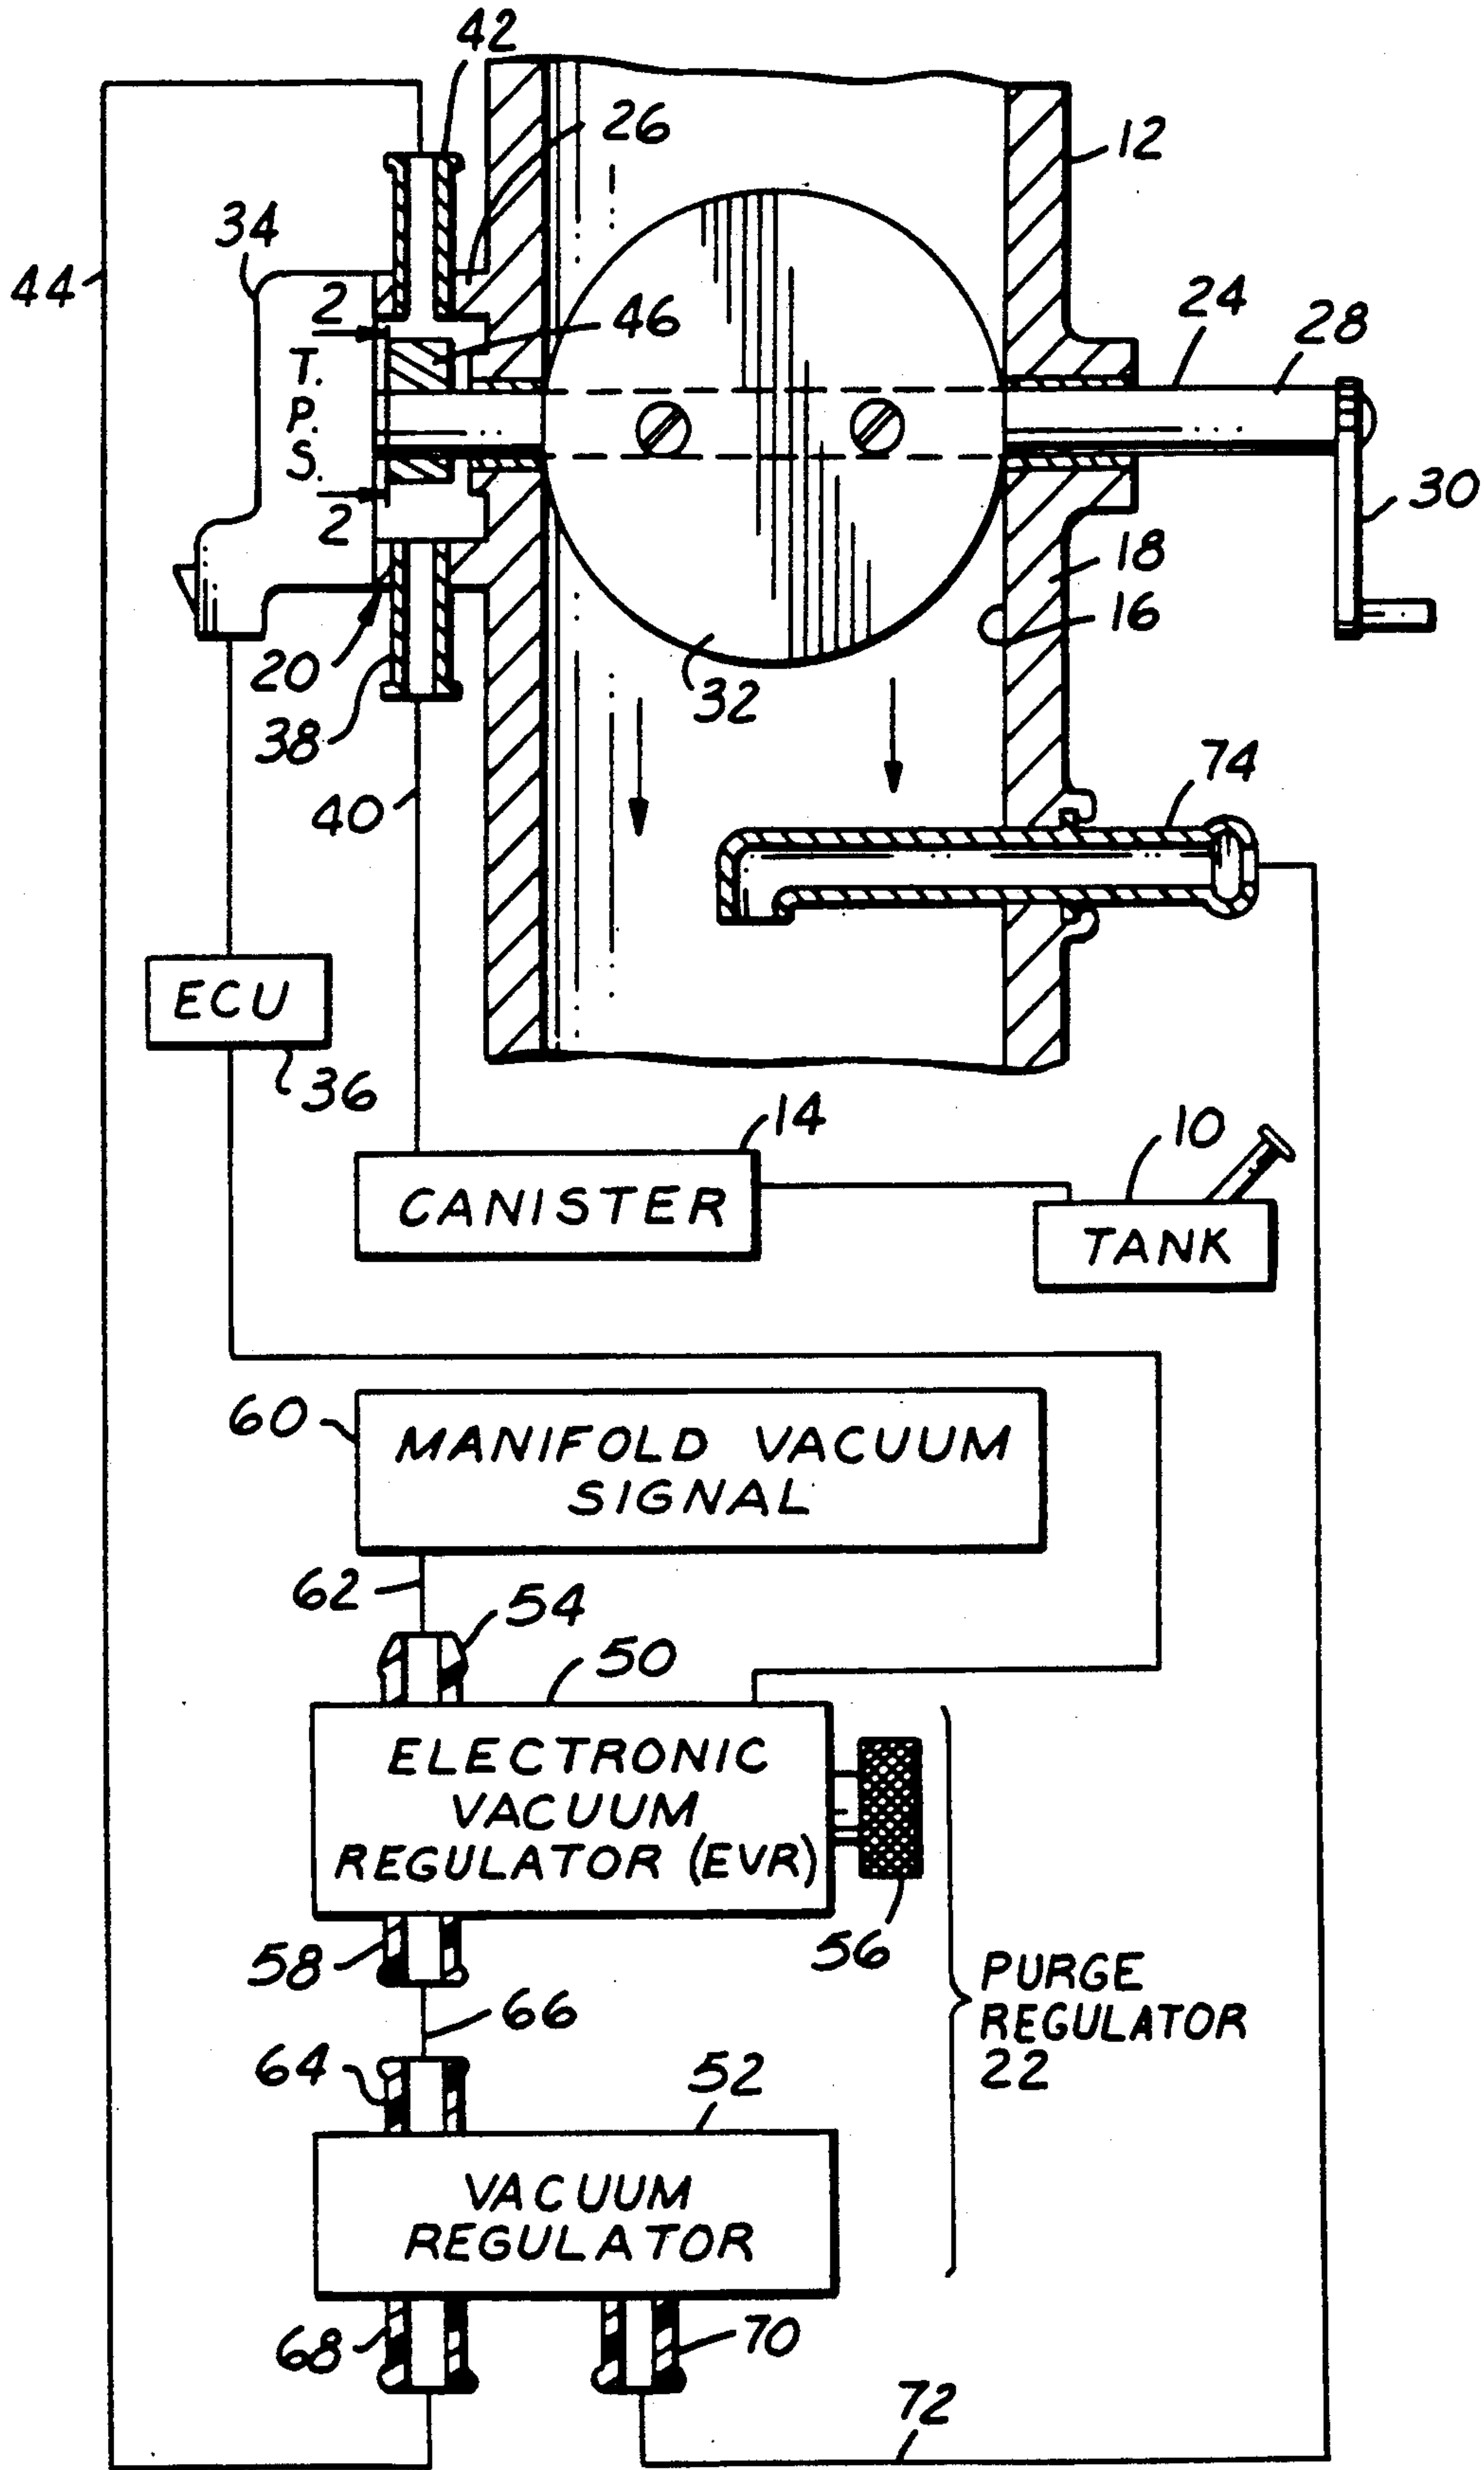 42
26
12
34
44
2
46
24
28
T.
P.
S.
30
2
18
16
20
32
38
74
40
ECU
36
14
10
CANISTER
TANK
60
MANIFOLD VACUUM
SIGNAL
62
54
50
ELECTRONIC
VACUUM
REGULATOR (EVR)
58
56
PURGE
REGULATOR
22
66
64
52
VACUUM
REGULATOR
68
70
72